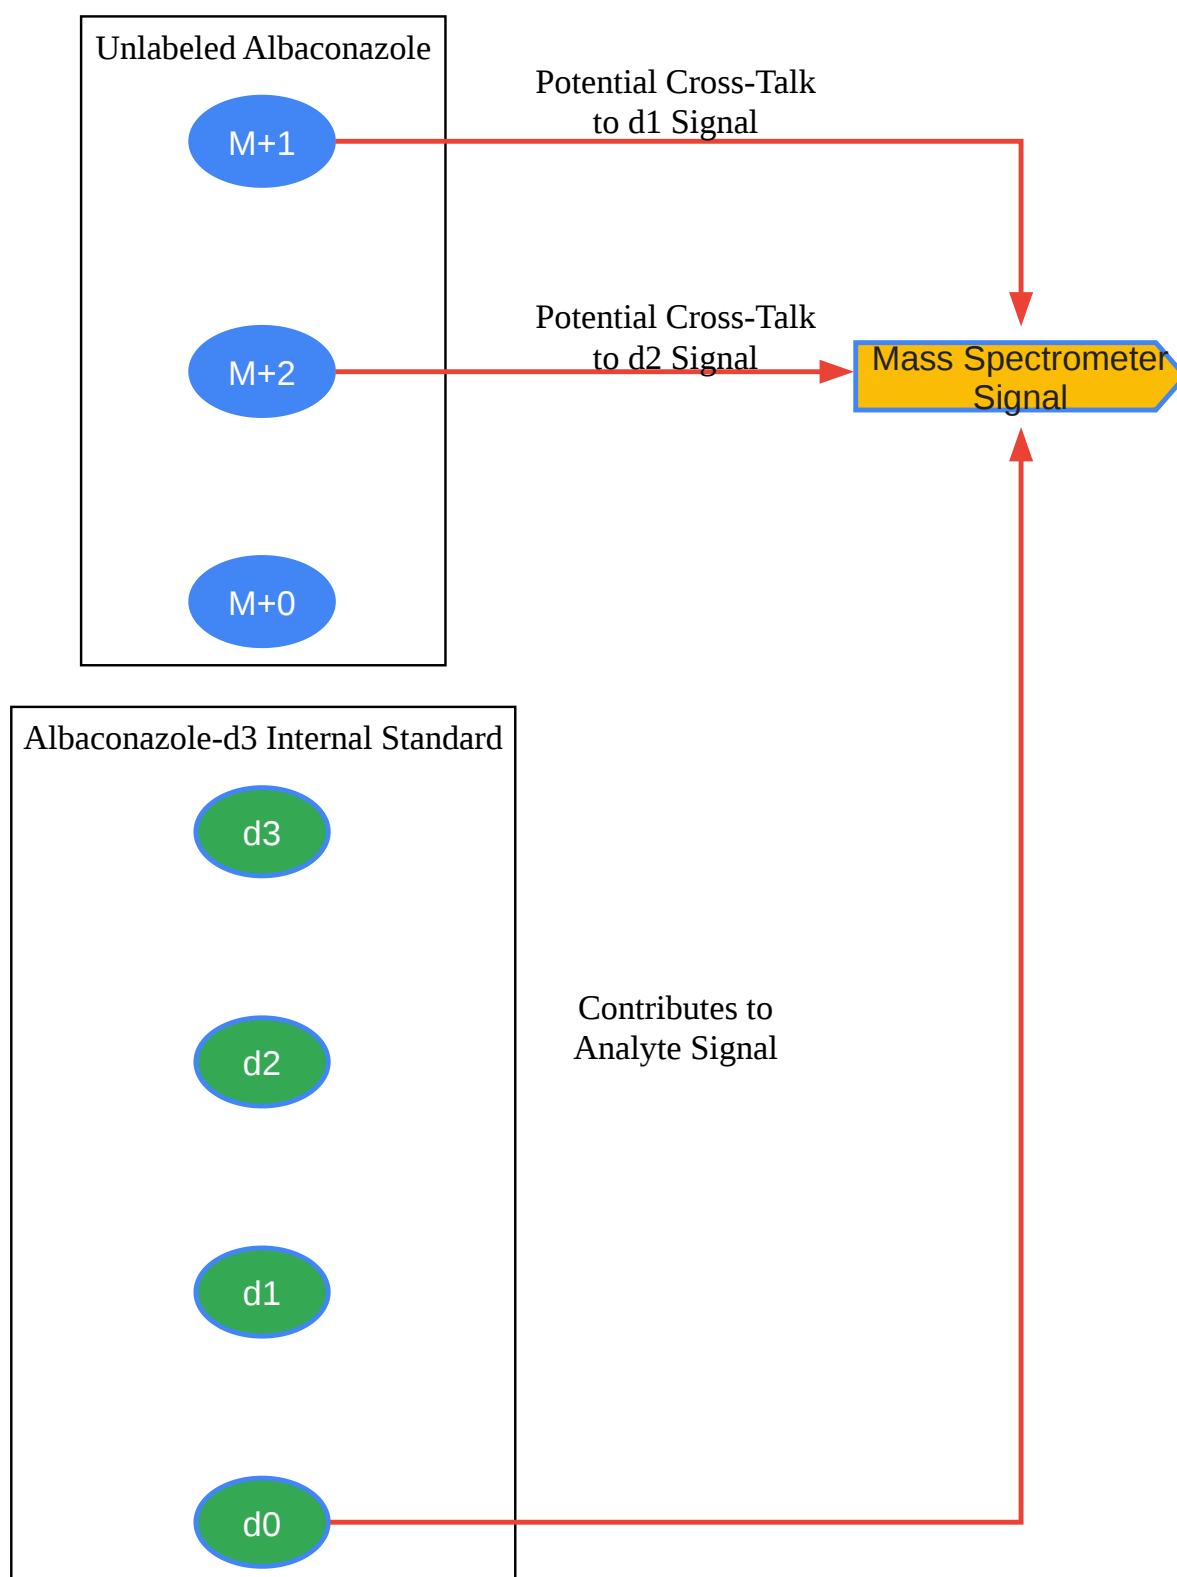 Unlabeled Albaconazole
M+1
Potential Cross-Talk
to d1 Signal
M+2
Potential Cross-Talk
to d2 Signal
Mass Spectrometer
Signal
M+0
Albaconazole-d3 Internal Standard
d3
d2
Contributes to
Analyte Signal
d1
d0